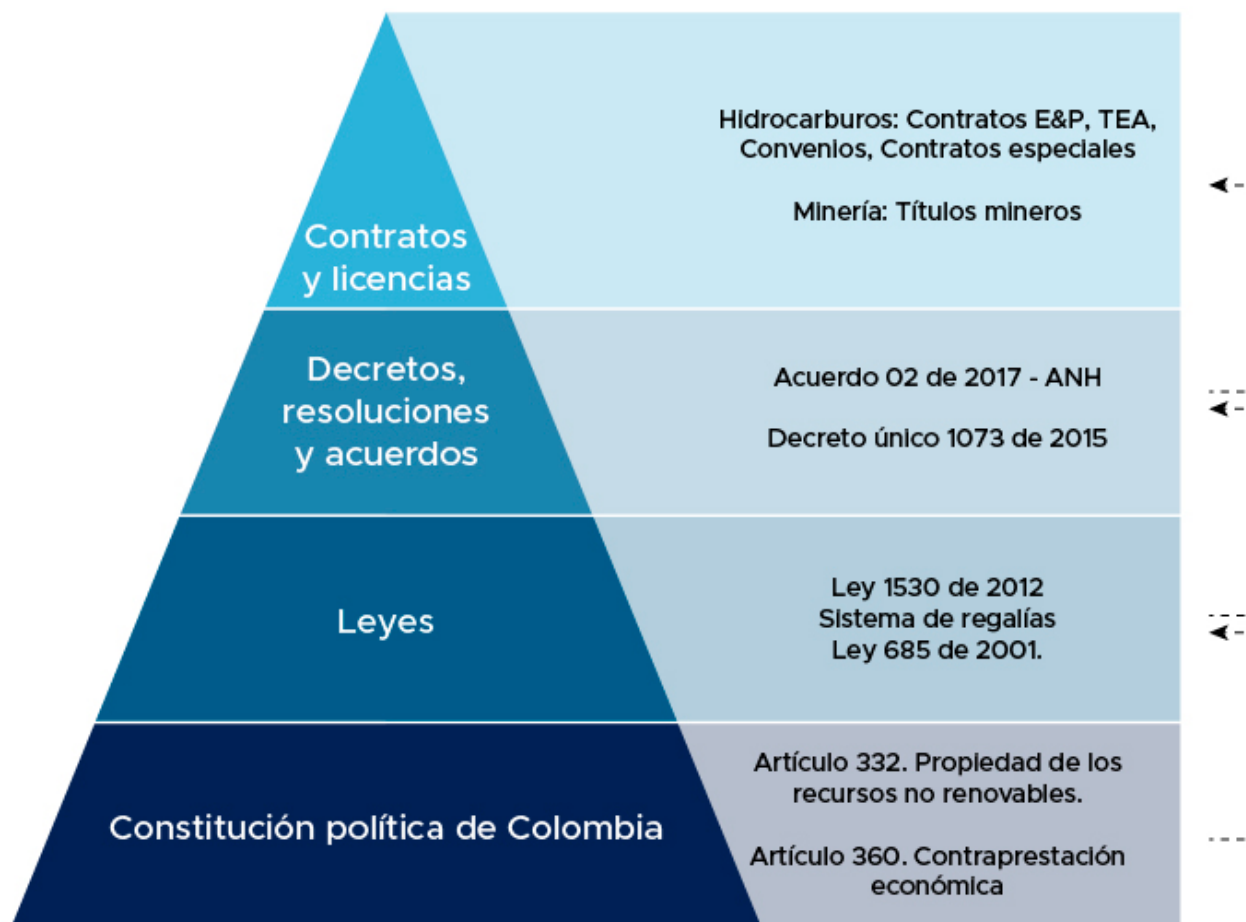 Contratos
y licencias
Hidrocarburos: Contratos E&P, TEA,
Convenios, Contratos especiales
Minería: Títulos mineros
Decretos,
resoluciones
y acuerdos
Acuerdo 02 de 2017 - ANH
Decreto único 1073 de 2015
Leyes
Ley 1530 de 2012
Sistema de regalías
Ley 685 de 2001.
Constitución política de Colombia
Artículo 332. Propiedad de los
recursos no renovables.
Artículo 360. Contraprestación
económica